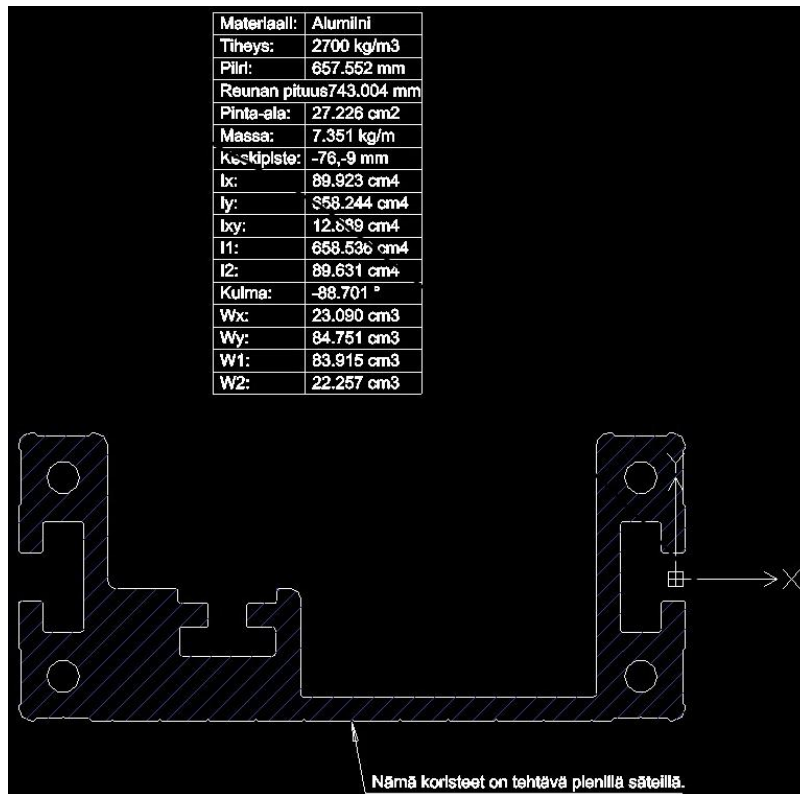 Materiaali: Alumiini
Tiheys: 2700 kg/m3
Piiri: 657.552 mm
Reunan pituus743.004 mm
Pinta-ala: 27.226 cm2
Massa: 7.351 kg/m
Keskipiste: -76,-9 mm
Ix: 89.923 cm4
Iy: 658.244 cm4
Ixy: 12.889 cm4
I1: 658.536 cm4
I2: 89.631 cm4
Kulma: -88.701 °
Wx: 23.090 cm3
Wy: 84.751 cm3
W1: 83.915 cm3
W2: 22.257 cm3
Y
X
Nämä koristeet on tehtävä pienillä säteillä.